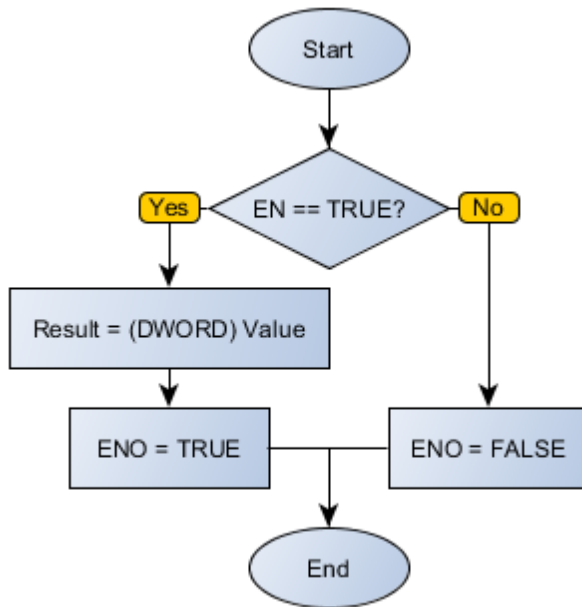 Start
EN == TRUE?
Yes
No
Result = (DWORD) Value
ENO = TRUE
ENO = FALSE
End